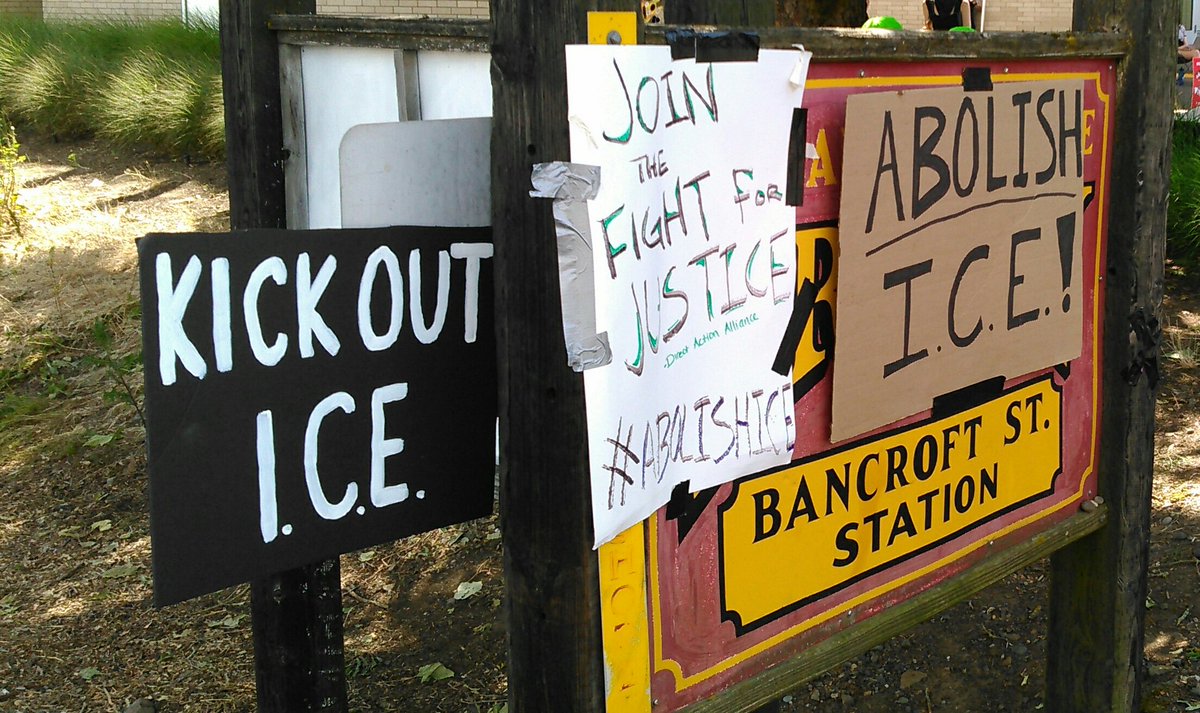 KICK OUT
I.C.E.
JOIN
THE
FIGHT FOR
JUSTICE
-Direct Action Alliance
#ABOLISHICE
ABOLISH
I.C.E.!
BANCROFT ST.
STATION